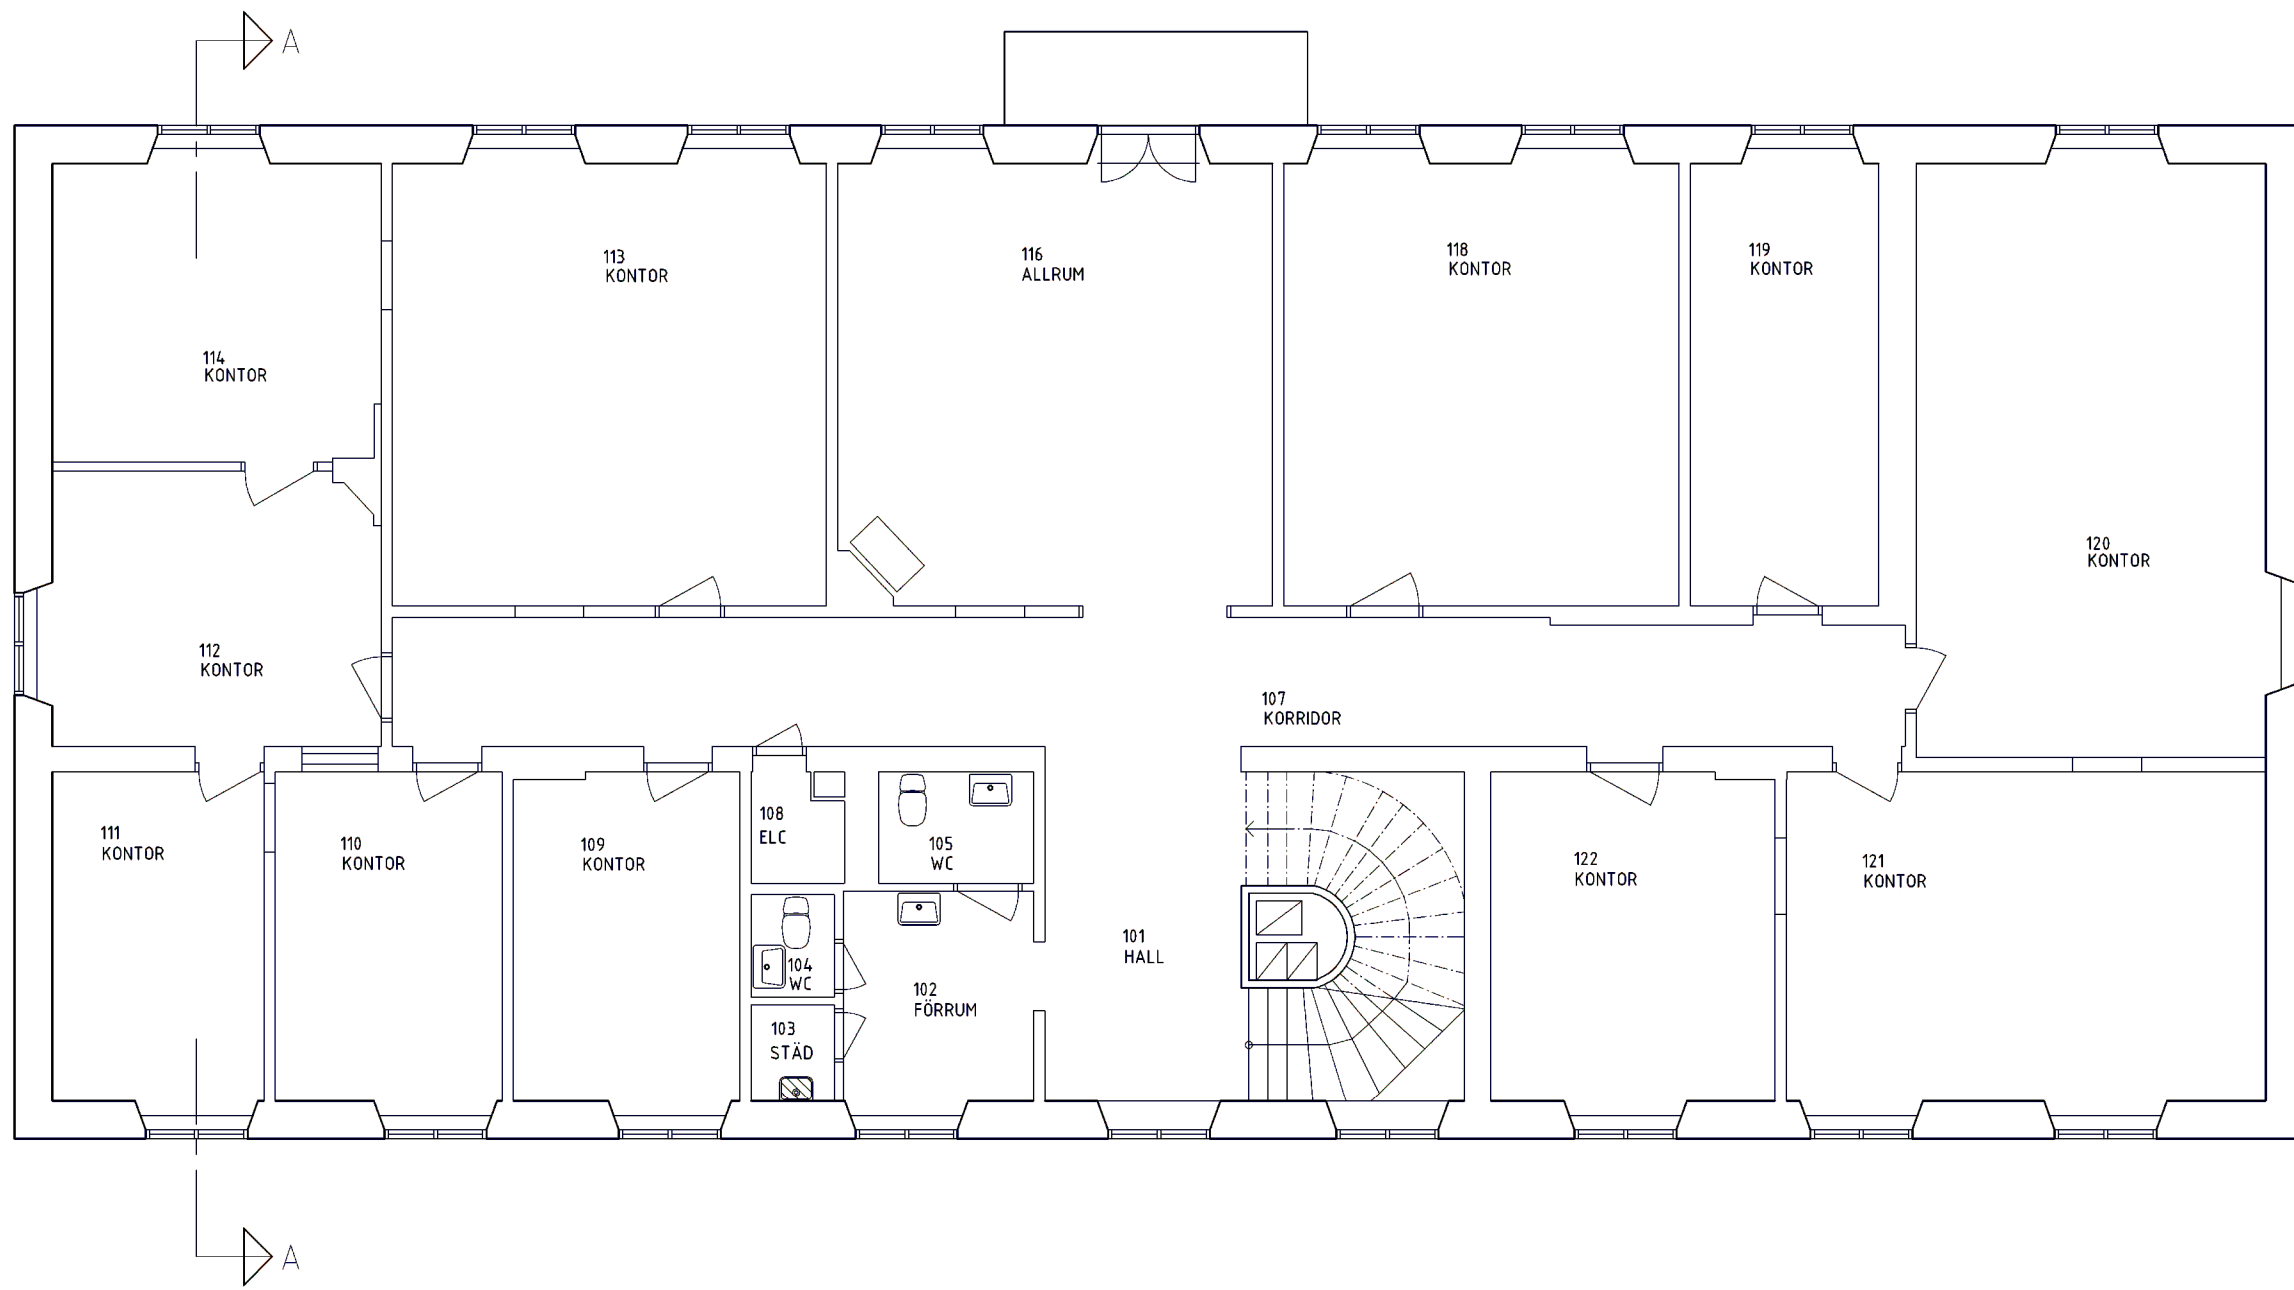 A
113
KONTOR
116
ALLRUM
118
KONTOR
119
KONTOR
114
KONTOR
120
KONTOR
112
KONTOR
107
KORRIDOR
111
KONTOR
110
KONTOR
109
KONTOR
108
ELC
105
WC
122
KONTOR
121
KONTOR
101
HALL
104
WC
102
FÖRRUM
103
STÄD
A